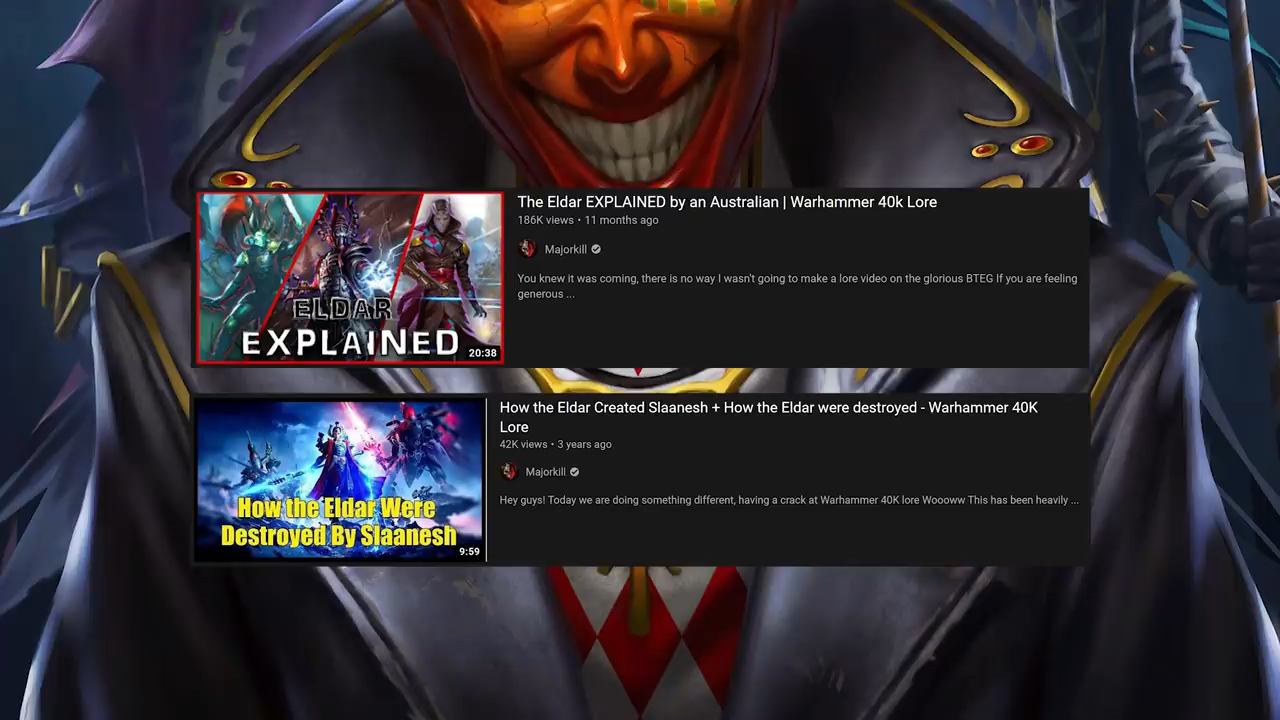 The Eldar EXPLAINED by an Australian | Warhammer 40k Lore
186K views • 11 months ago
Majorkill
You knew it was coming, there is no way I wasn't going to make a lore video on the glorious BTEG If you are feeling
generous ...
ELDAR
EXPLAINED
20:38
How the Eldar Created Slaanesh + How the Eldar were destroyed - Warhammer 40K
Lore
42K views • 3 years ago
Majorkill
Hey guys! Today we are doing something different, having a crack at Warhammer 40K lore Woooww This has been heavily ...
How the Eldar Were
Destroyed By Slaanesh
9:59